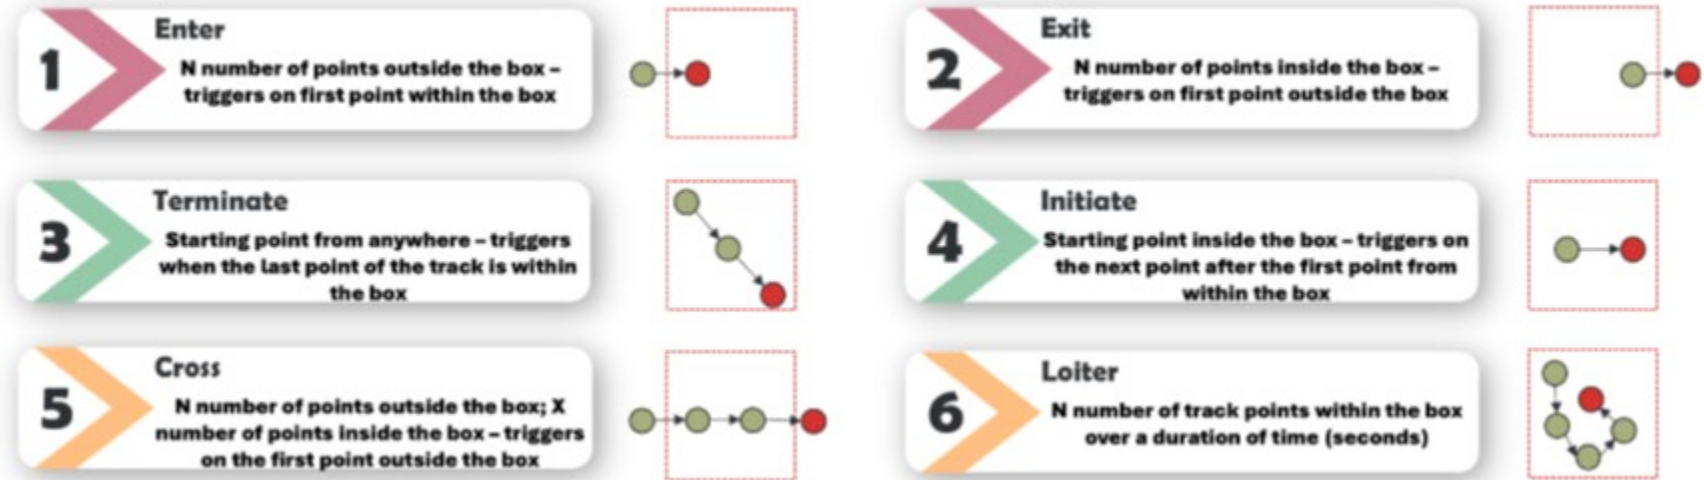 1
Enter
N number of points outside the box –
triggers on first point within the box
2
Exit
N number of points inside the box –
triggers on first point outside the box
3
Terminate
Starting point from anywhere – triggers
when the last point of the track is within
the box
4
Initiate
Starting point inside the box – triggers on
the next point after the first point from
within the box
5
Cross
N number of points outside the box; X
number of points inside the box – triggers
on the first point outside the box
6
Loiter
N number of track points within the box
over a duration of time (seconds)